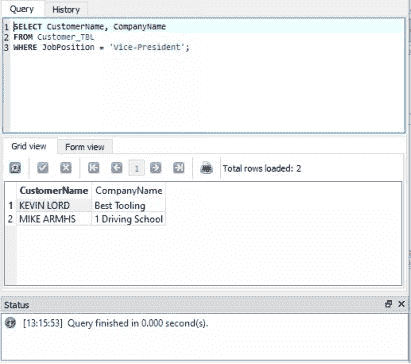 Query History
1 SELECT CustomerName, CompanyName
2 FROM Customer_TBL
3 WHERE JobPosition = 'Vice-President';
Grid view Form view
1 Total rows loaded: 2
CustomerName CompanyName
1 KEVIN LORD Best Tooling
2 MIKE ARMHS 1 Driving School
Status
[13:15:53] Query finished in 0.000 second(s).